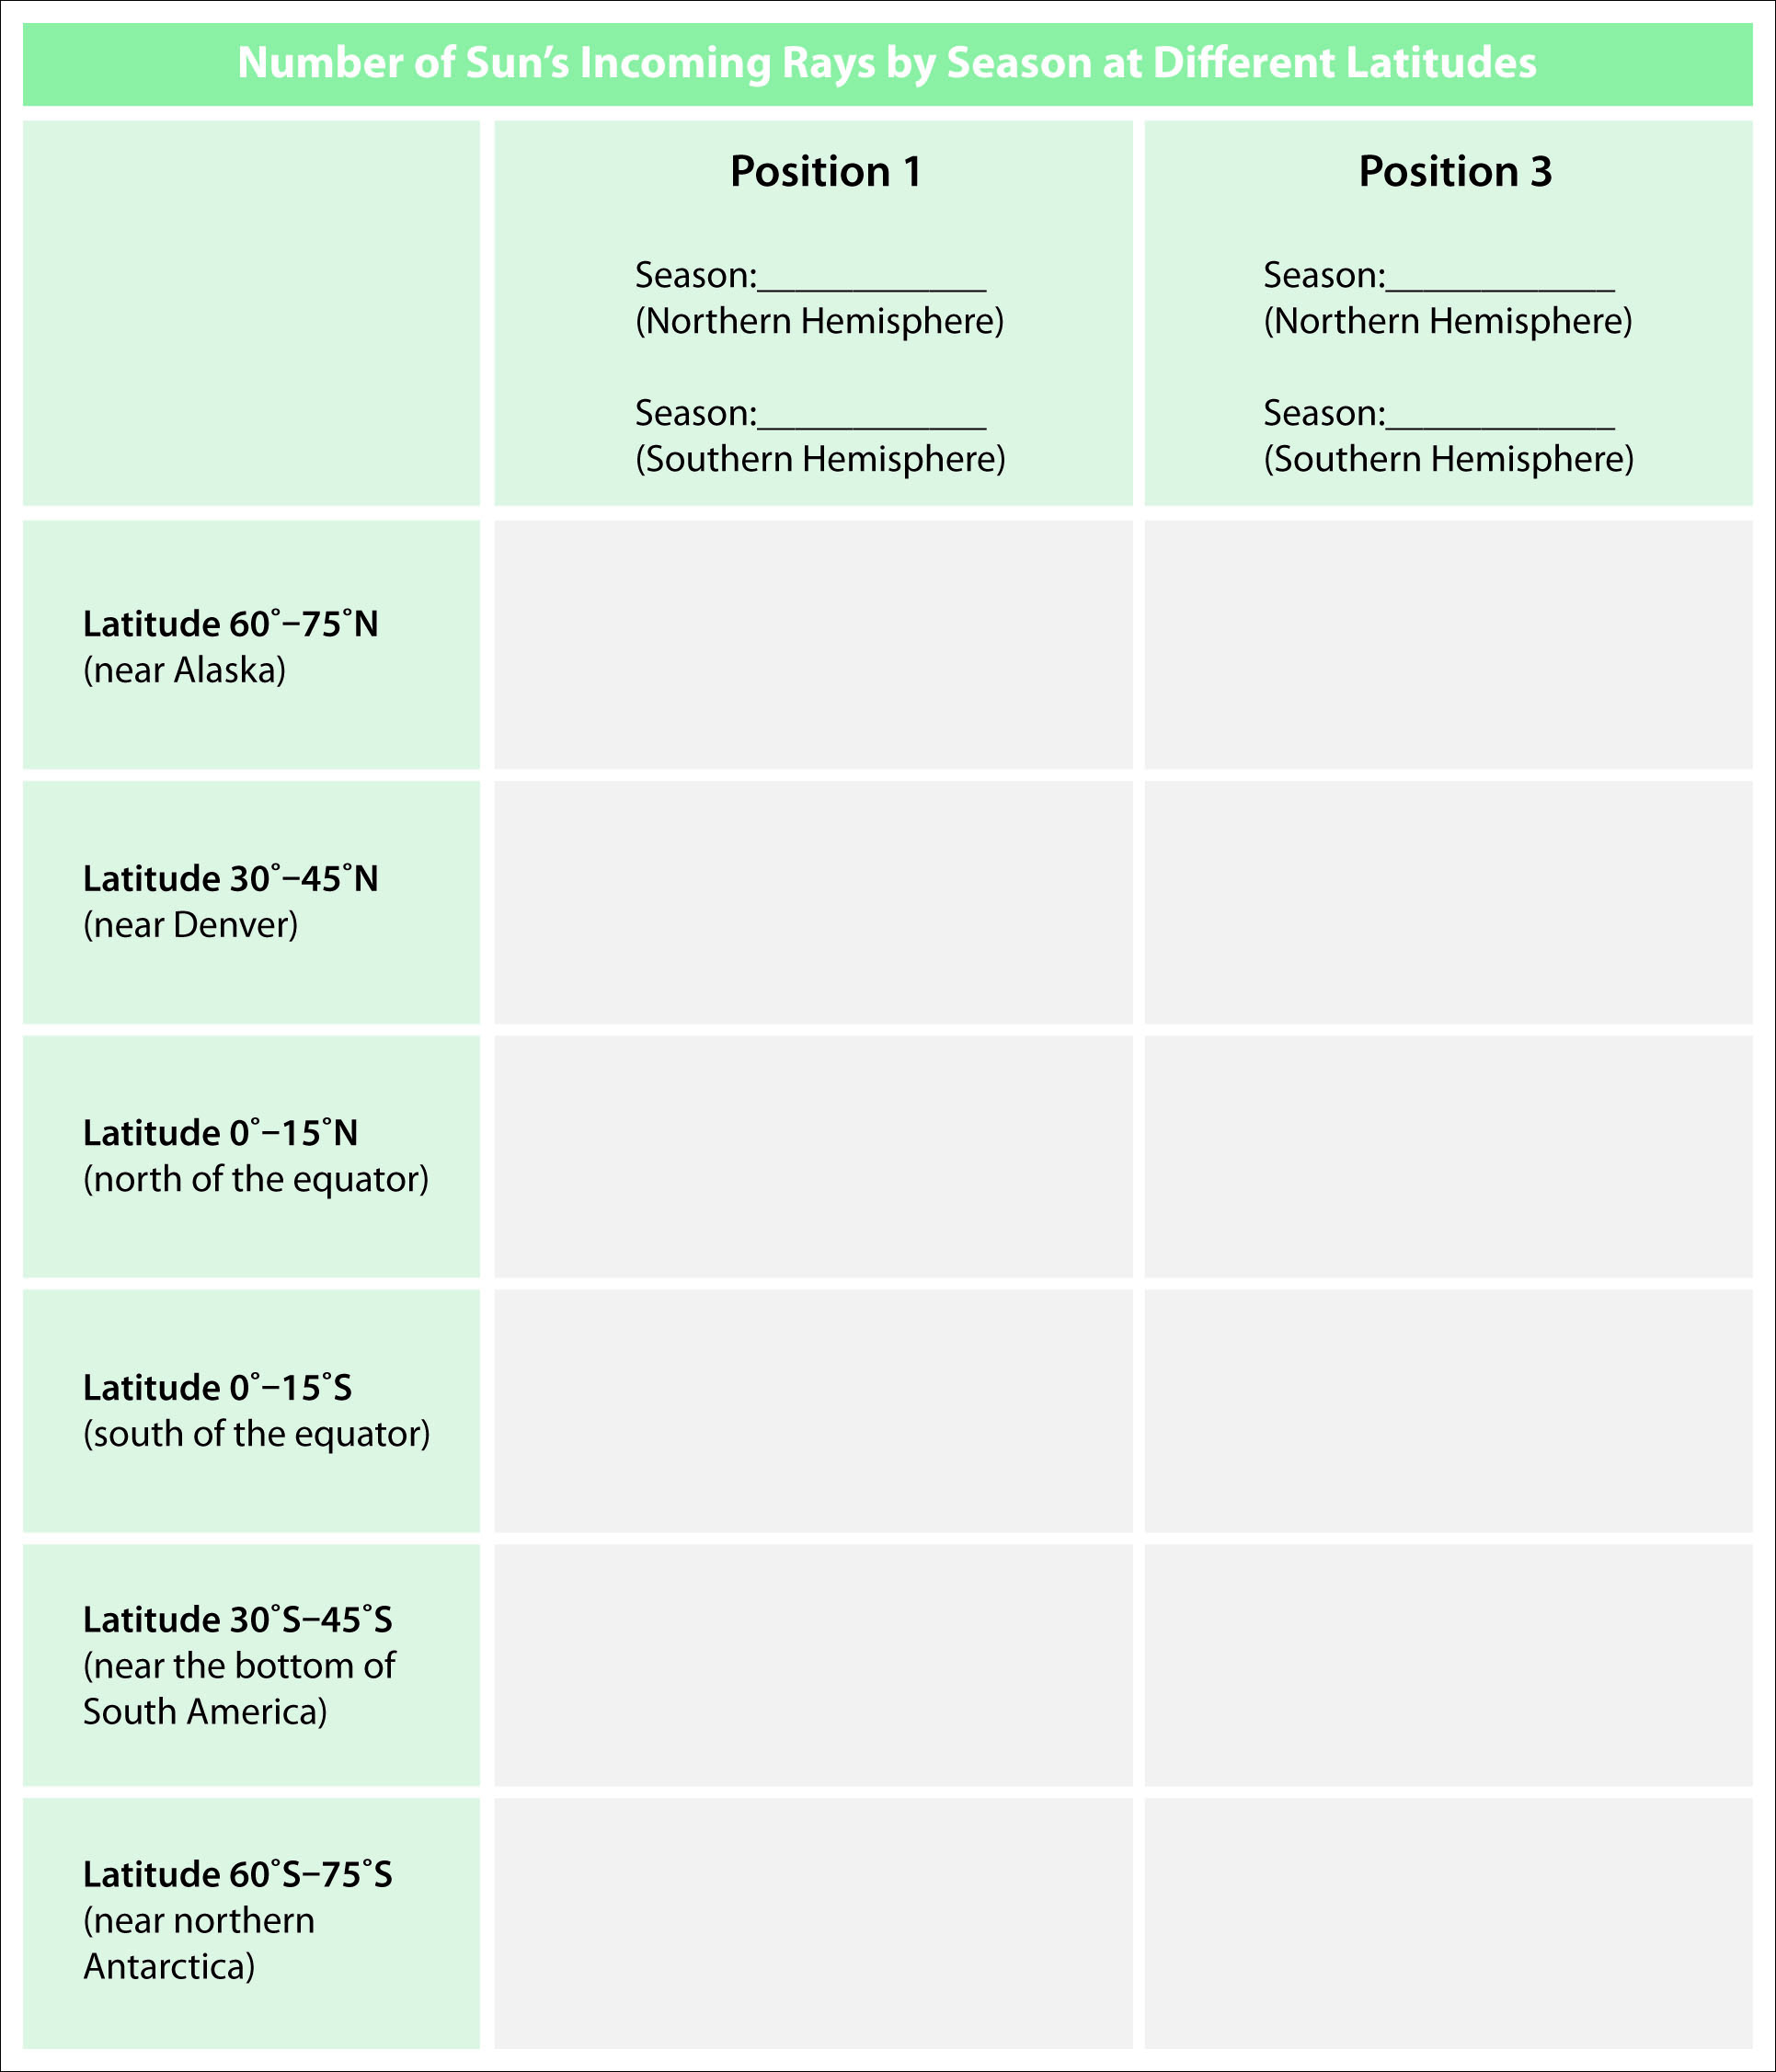 Number of Sun’s Incoming Rays by Season at Different Latitudes
Position 1
Season:____________
(Northern Hemisphere)
Season:____________
(Southern Hemisphere)
Position 3
Season:____________
(Northern Hemisphere)
Season:____________
(Southern Hemisphere)
Latitude 60˚–75˚N
(near Alaska)
Latitude 30˚–45˚N
(near Denver)
Latitude 0˚–15˚N
(north of the equator)
Latitude 0˚–15˚S
(south of the equator)
Latitude 30˚S–45˚S
(near the bottom of
South America)
Latitude 60˚S–75˚S
(near northern
Antarctica)